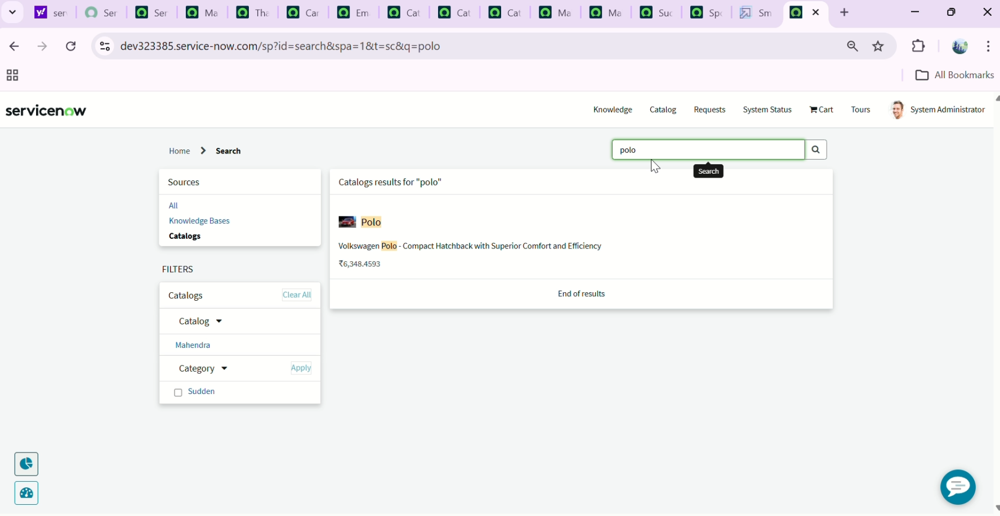 serv
Ser
Ser
Ma
Tha
Car
Em
Cat
Cat
Cat
Ma
Ma
Suc
Spo
Sm
dev323385.service-now.com/sp?id=search&spa=1&t=sc&q=polo
All Bookmarks
servicenow
Knowledge
Catalog
Requests
System Status
Cart
Tours
System Administrator
Home
Search
polo
Search
Sources
All
Knowledge Bases
Catalogs
Catalogs results for "polo"
Polo
Volkswagen Polo - Compact Hatchback with Superior Comfort and Efficiency
₹6,348.4593
End of results
FILTERS
Catalogs
Clear All
Catalog
Mahendra
Category
Apply
Sudden